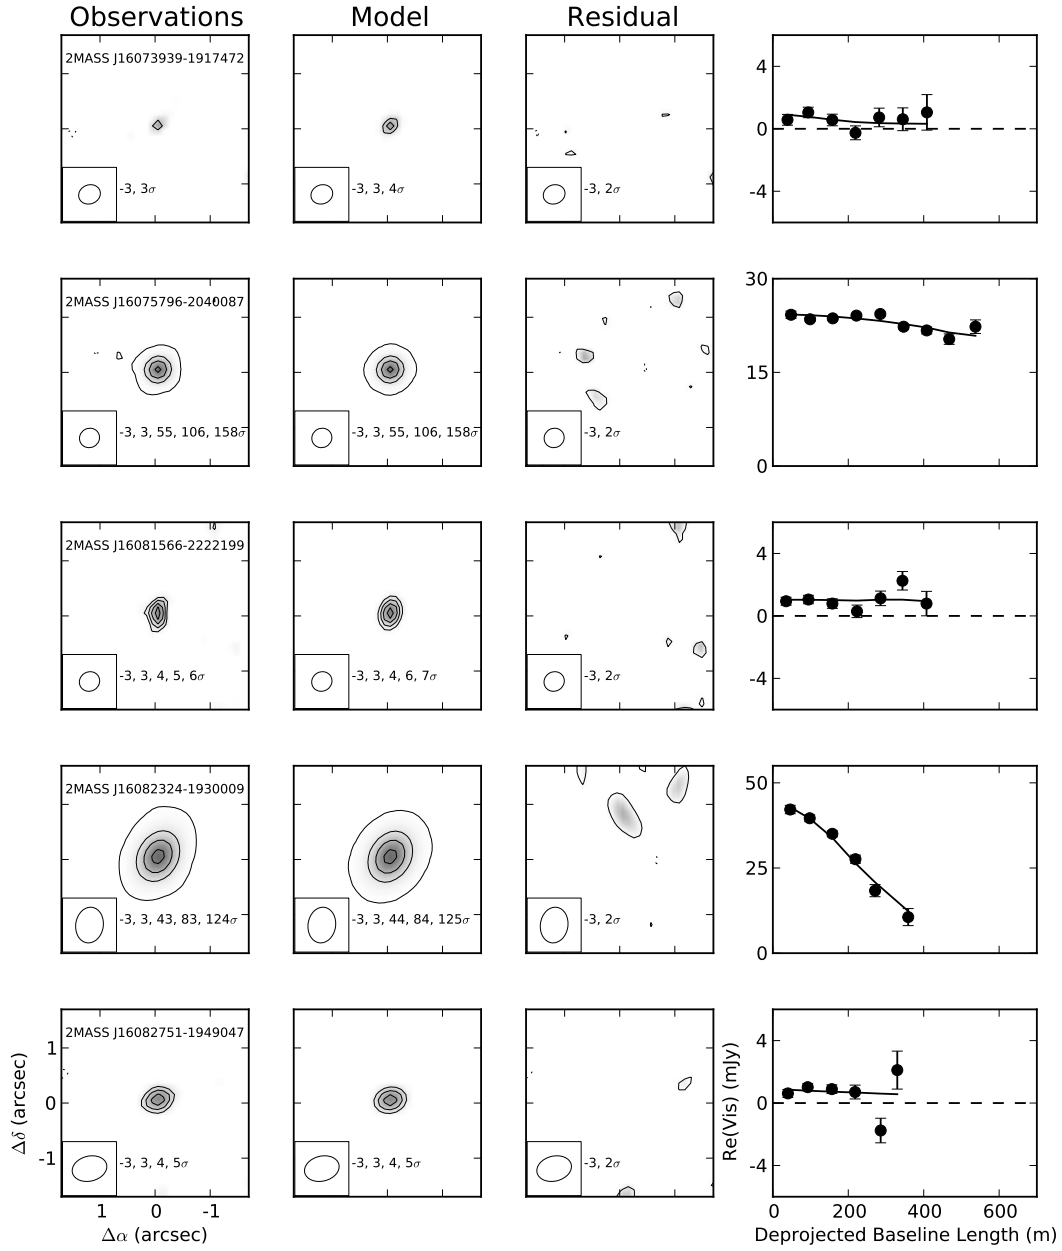 Observations Model Residual
2MASS J16073939-1917472
-3, 3σ
-3, 3, 4σ
-3, 2σ
4
0
-4
2MASS J16075796-2040087
-3, 3, 55, 106, 158σ
-3, 3, 55, 106, 158σ
-3, 2σ
30
15
0
2MASS J16081566-2222199
-3, 3, 4, 5, 6σ
-3, 3, 4, 6, 7σ
-3, 2σ
4
0
-4
2MASS J16082324-1930009
-3, 3, 43, 83, 124σ
-3, 3, 44, 84, 125σ
-3, 2σ
50
25
0
2MASS J16082751-1949047
-3, 3, 4, 5σ
-3, 3, 4, 5σ
-3, 2σ
Δδ (arcsec)
1
0
-1
1 0 -1
Δα (arcsec)
Re(Vis) (mJy)
4
0
-4
0 200 400 600
Deprojected Baseline Length (m)